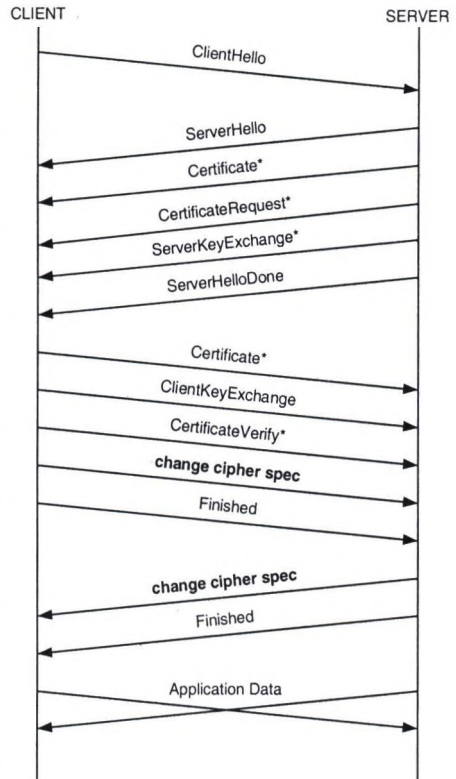 CLIENT
SERVER
ClientHello
ServerHello
Certificate*
CertificateRequest*
ServerKeyExchange*
ServerHelloDone
Certificate*
ClientKeyExchange
CertificateVerify*
change cipher spec
Finished
change cipher spec
Finished
Application Data